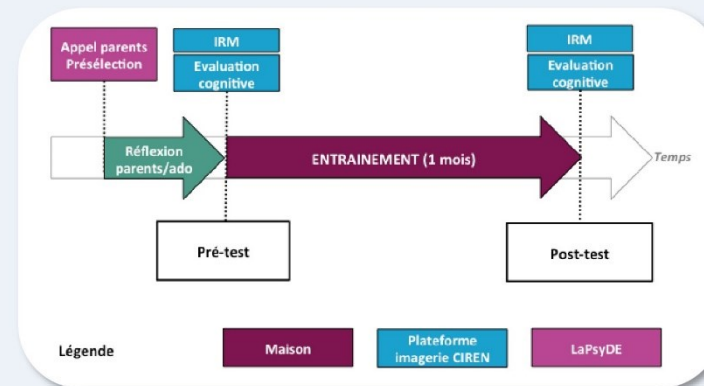 Appel parents
Présélection
IRM
Evaluation
cognitive
IRM
Evaluation
cognitive
Réflexion
parents/ado
ENTRAINEMENT (1 mois)
Temps
Pré-test
Post-test
Légende
Maison
Plateforme
imagerie CIREN
LaPsyDE